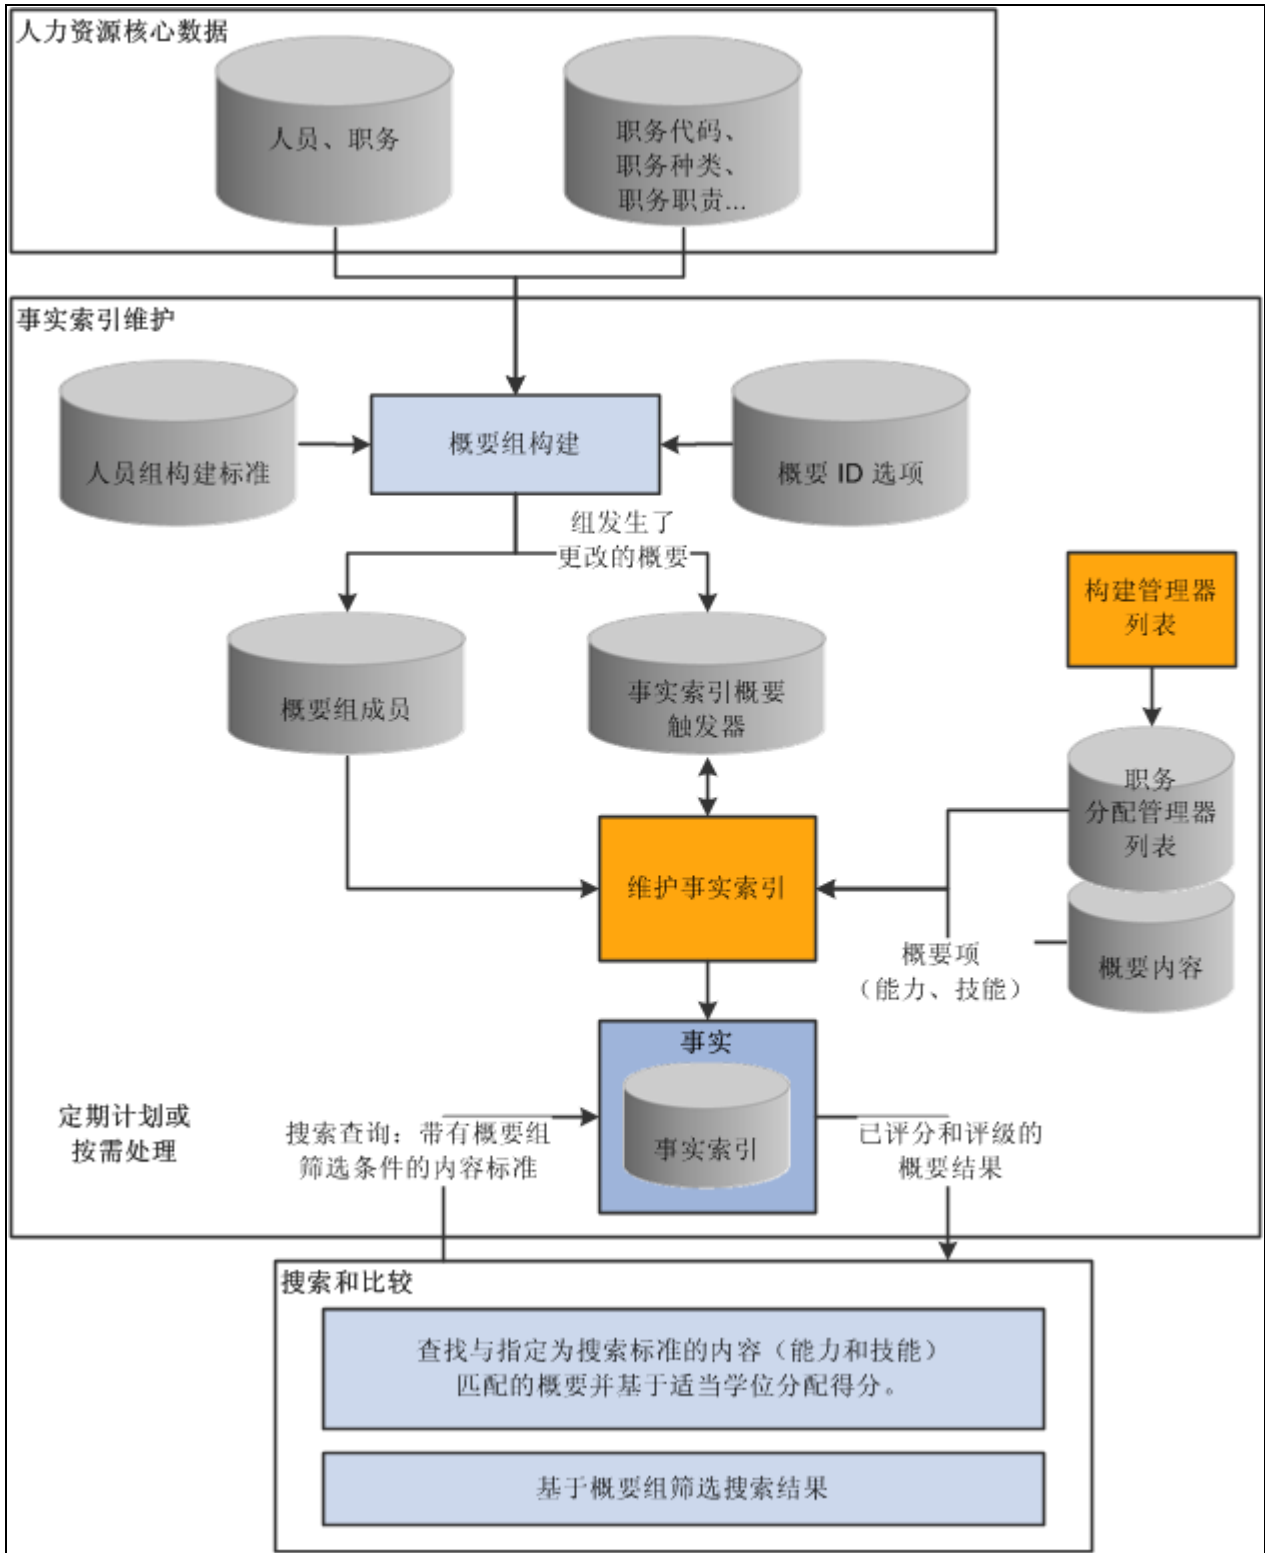 人力资源核心数据
人员、职务
职务代码、
职务种类、
职务职责...
事实索引维护
人员组构建标准
概要组构建
概要 ID 选项
组发生了
更改的概要
构建管理器
列表
概要组成员
事实索引概要
触发器
职务
分配管理器
列表
维护事实索引
概要项
（能力、技能）
概要内容
事实
事实索引
定期计划或
按需处理
搜索查询：带有概要组
筛选条件的内容标准
已评分和评级的
概要结果
搜索和比较
查找与指定为搜索标准的内容（能力和技能）
匹配的概要并基于适当学位分配得分。
基于概要组筛选搜索结果